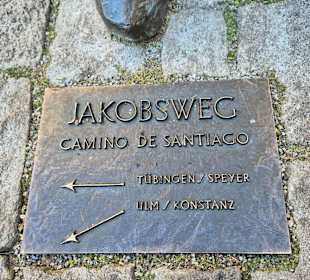 JAKOBSWEG
CAMINO DE SANTIAGO
TÜBINGEN/SPEYER
ULM/KONSTANZ